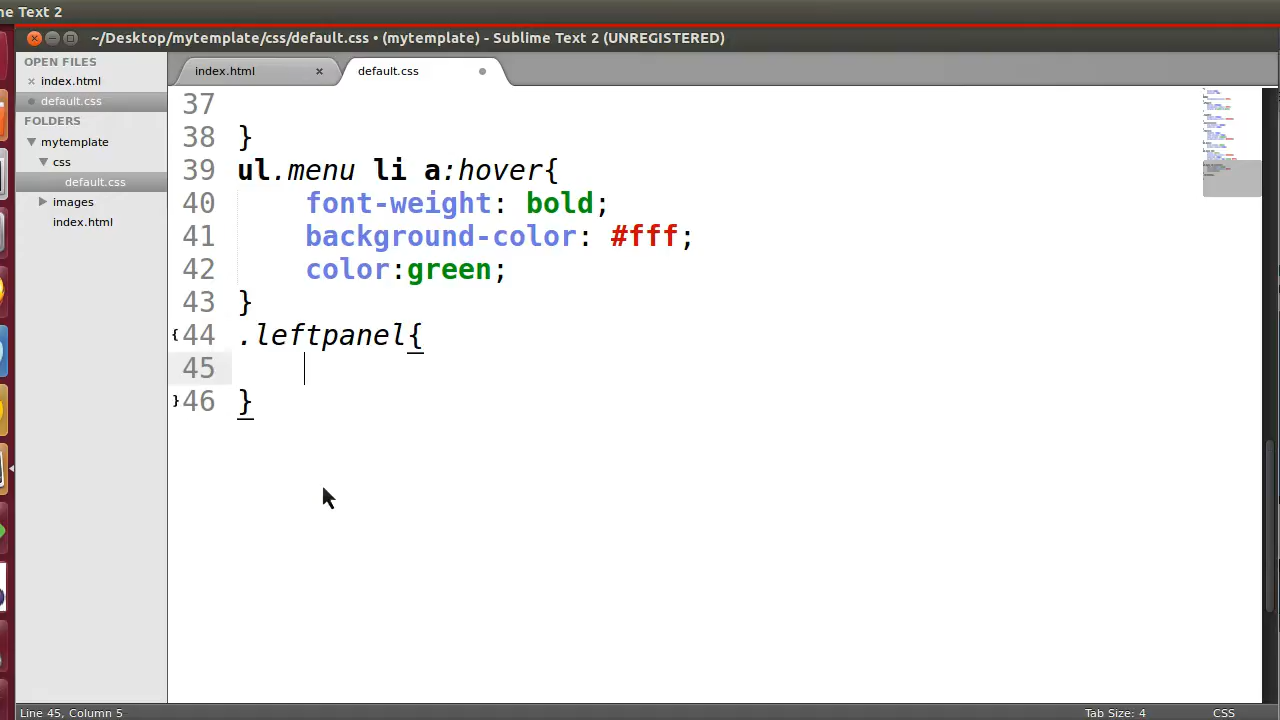 me Text 2
~/Desktop/mytemplate/css/default.css • (mytemplate) - Sublime Text 2 (UNREGISTERED)
OPEN FILES
index.html
default.css
FOLDERS
mytemplate
css
default.css
images
index.html
index.html
default.css
37
38 }
39 ul.menu li a:hover{
40 font-weight: bold;
41 background-color: #fff;
42 color:green;
43 }
44 .leftpanel{
45
46 }
Line 45, Column 5
Tab Size: 4
CSS